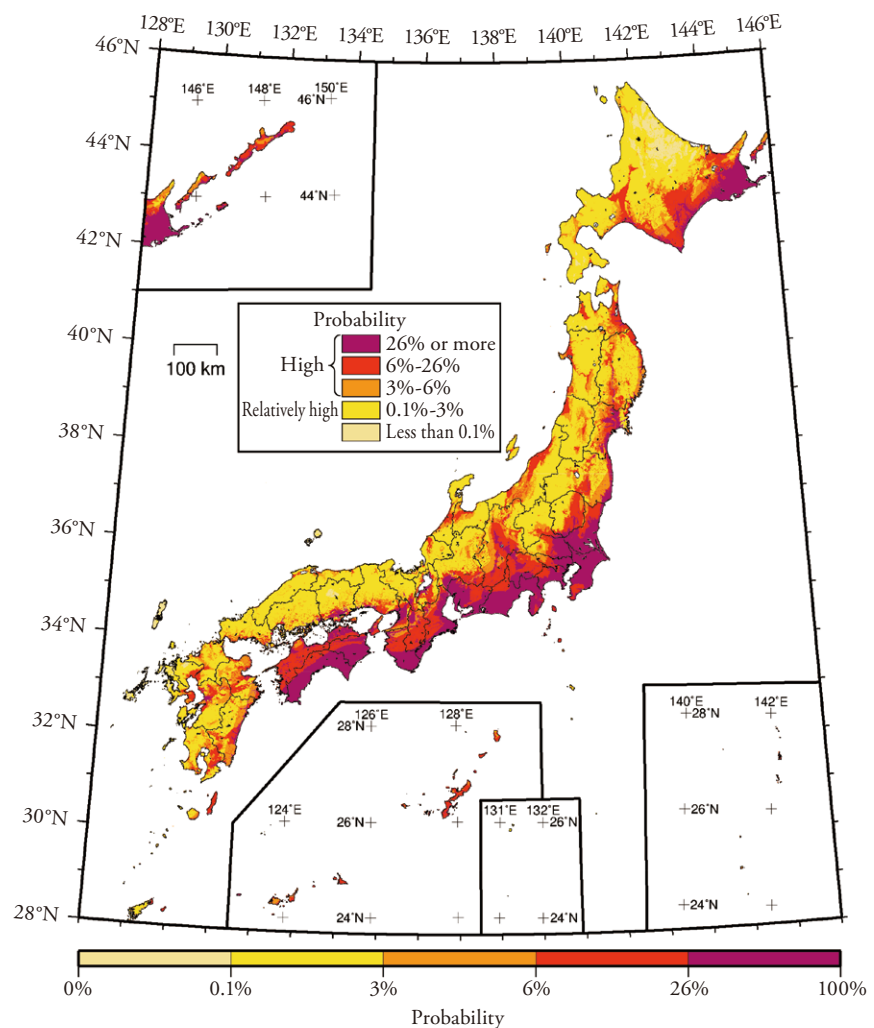 128°E 130°E 132°E 134°E 136°E 138°E 140°E 142°E 144°E 146°E
46°N
146°E 148°E 150°E
46°N
44°N
44°N
42°N
40°N
100 km
Probability
High
26% or more
6%-26%
3%-6%
Relatively high 0.1%-3%
Less than 0.1%
38°N
36°N
34°N
32°N
126°E 128°E
28°N
140°E 142°E
28°N
30°N
124°E
26°N
131°E 132°E
26°N
26°N
28°N
24°N
24°N
24°N
0% 0.1% 3% 6% 26% 100%
Probability